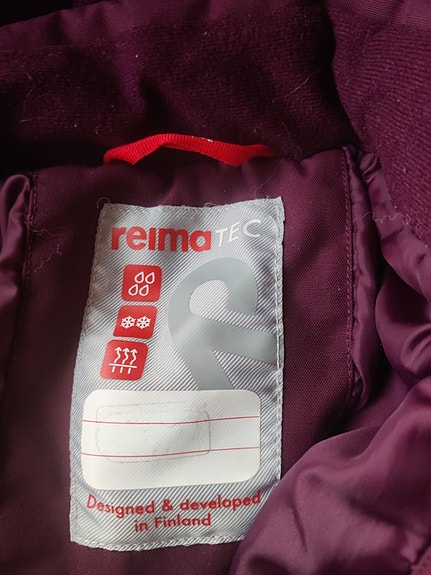 reimaTEC
Designed & developed
in Finland